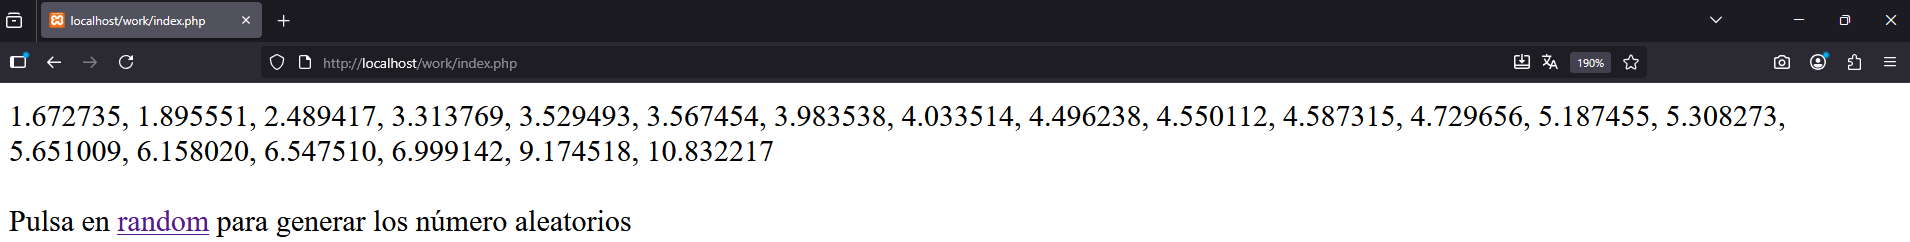 localhost/work/index.php
http://localhost/work/index.php
190%
1.672735, 1.895551, 2.489417, 3.313769, 3.529493, 3.567454, 3.983538, 4.033514, 4.496238, 4.550112, 4.587315, 4.729656, 5.187455, 5.308273,
5.651009, 6.158020, 6.547510, 6.999142, 9.174518, 10.832217
Pulsa en random para generar los número aleatorios